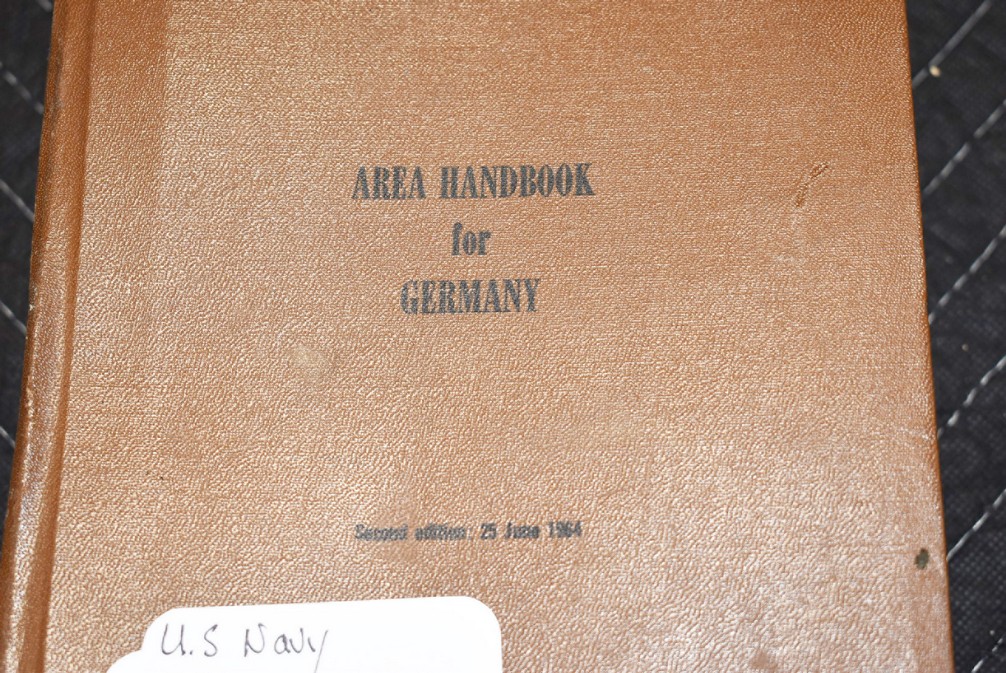 AREA HANDBOOK
for
GERMANY
Second edition: 25 June 1964
U.S Navy